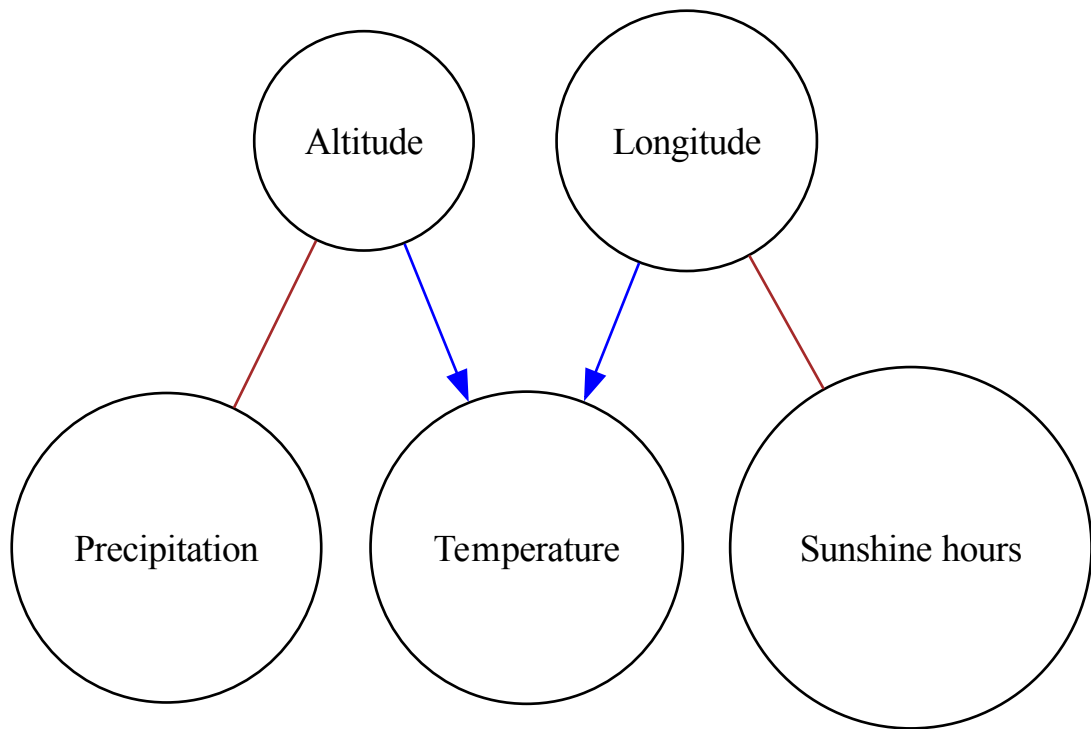 Altitude
Longitude
Precipitation
Temperature
Sunshine hours